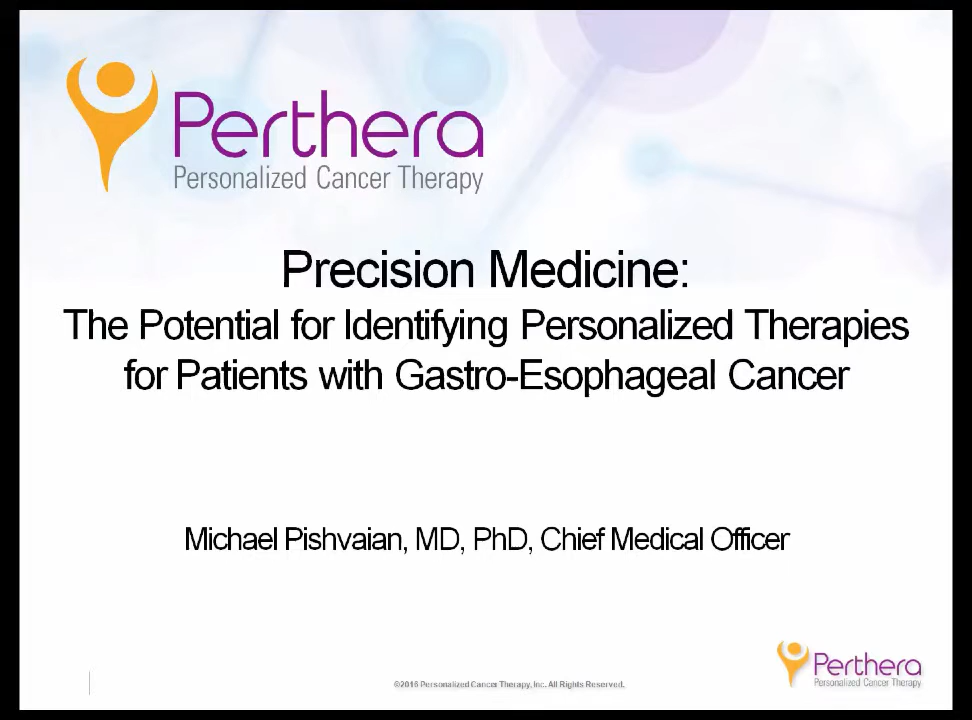 Perthera
Personalized Cancer Therapy
Precision Medicine:
The Potential for Identifying Personalized Therapies
for Patients with Gastro-Esophageal Cancer
Michael Pishvaian, MD, PhD, Chief Medical Officer
©2016 Personalized Cancer Therapy, Inc. All Rights Reserved.
Perthera
Personalized Cancer Therapy